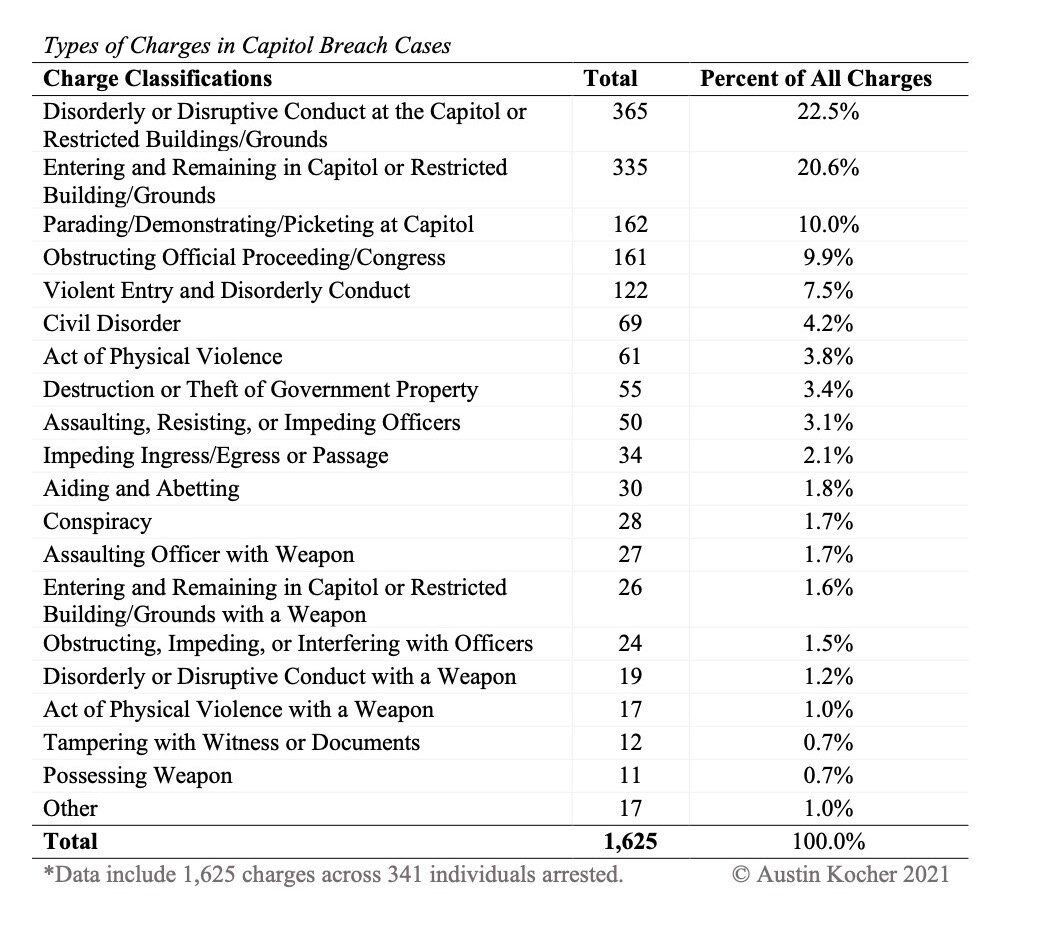 Types of Charges in Capitol Breach Cases
Charge Classifications Total Percent of All Charges
Disorderly or Disruptive Conduct at the Capitol or 365 22.5%
Restricted Buildings/Grounds
Entering and Remaining in Capitol or Restricted 335 20.6%
Building/Grounds
Parading/Demonstrating/Picketing at Capitol 162 10.0%
Obstructing Official Proceeding/Congress 161 9.9%
Violent Entry and Disorderly Conduct 122 7.5%
Civil Disorder 69 4.2%
Act of Physical Violence 61 3.8%
Destruction or Theft of Government Property 55 3.4%
Assaulting, Resisting, or Impeding Officers 50 3.1%
Impeding Ingress/Egress or Passage 34 2.1%
Aiding and Abetting 30 1.8%
Conspiracy 28 1.7%
Assaulting Officer with Weapon 27 1.7%
Entering and Remaining in Capitol or Restricted 26 1.6%
Building/Grounds with a Weapon
Obstructing, Impeding, or Interfering with Officers 24 1.5%
Disorderly or Disruptive Conduct with a Weapon 19 1.2%
Act of Physical Violence with a Weapon 17 1.0%
Tampering with Witness or Documents 12 0.7%
Possessing Weapon 11 0.7%
Other 17 1.0%
Total 1,625 100.0%
*Data include 1,625 charges across 341 individuals arrested. © Austin Kocher 2021